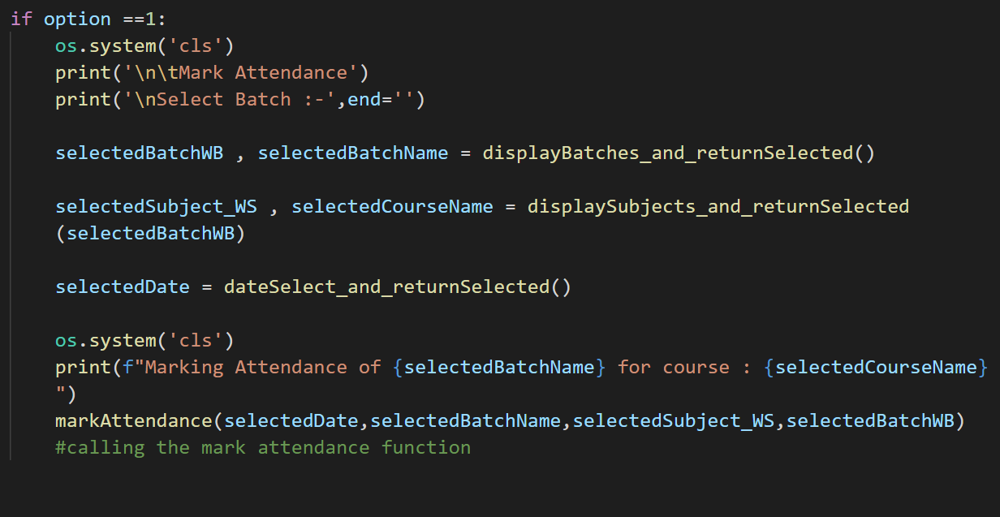 if option ==1:
    os.system('cls')
    print('\n\tMark Attendance')
    print('\nSelect Batch :-',end='')
    selectedBatchWB , selectedBatchName = displayBatches_and_returnSelected()
    selectedSubject_WS , selectedCourseName = displaySubjects_and_returnSelected
    (selectedBatchWB)
    selectedDate = dateSelect_and_returnSelected()
    os.system('cls')
    print(f"Marking Attendance of {selectedBatchName} for course : {selectedCourseName}
    ")
    markAttendance(selectedDate,selectedBatchName,selectedSubject_WS,selectedBatchWB)
    #calling the mark attendance function